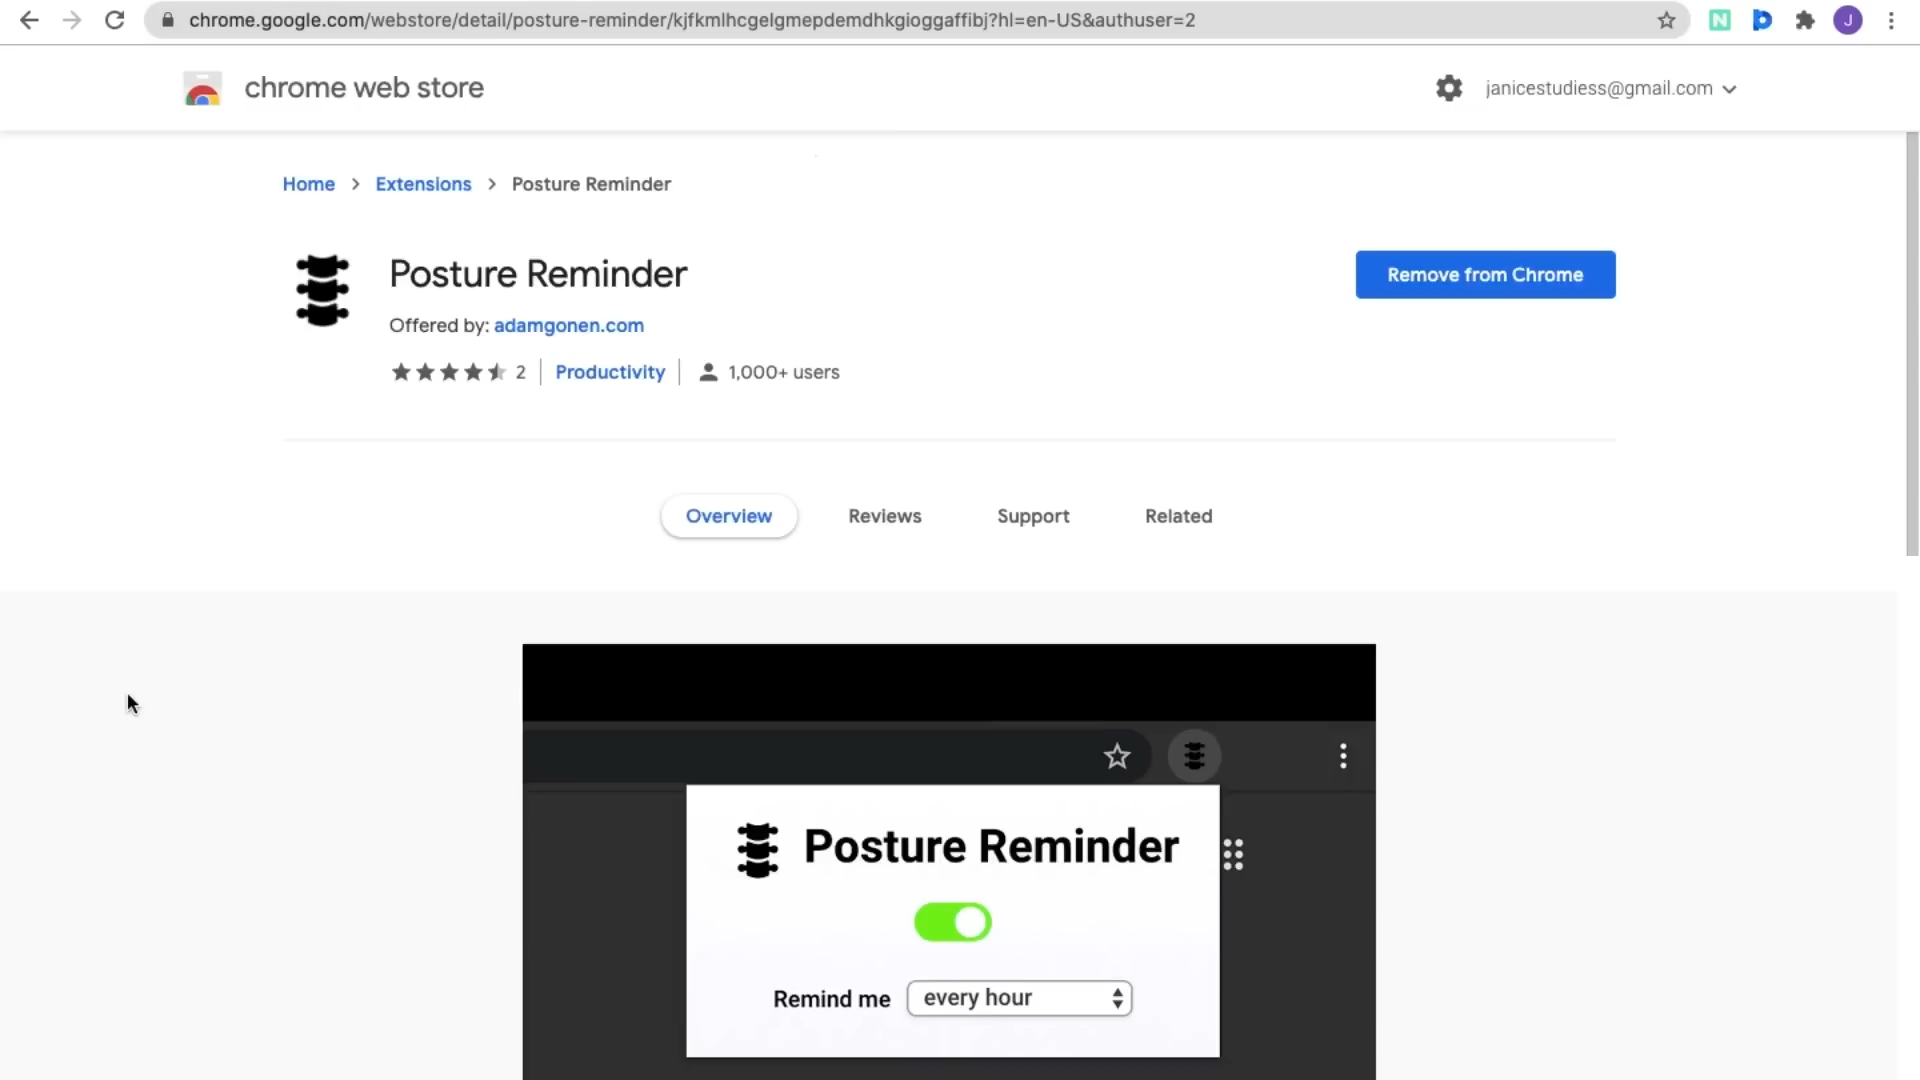 chrome.google.com/webstore/detail/posture-reminder/kjfkmlhcgelgmepdemdhkgioggaffibj?hl=en-US&authuser=2
N
J
chrome web store
janicestudiess@gmail.com
Home > Extensions > Posture Reminder
Posture Reminder
Remove from Chrome
Offered by: adamgonen.com
2
Productivity
1,000+ users
Overview
Reviews
Support
Related
Posture Reminder
Remind me every hour